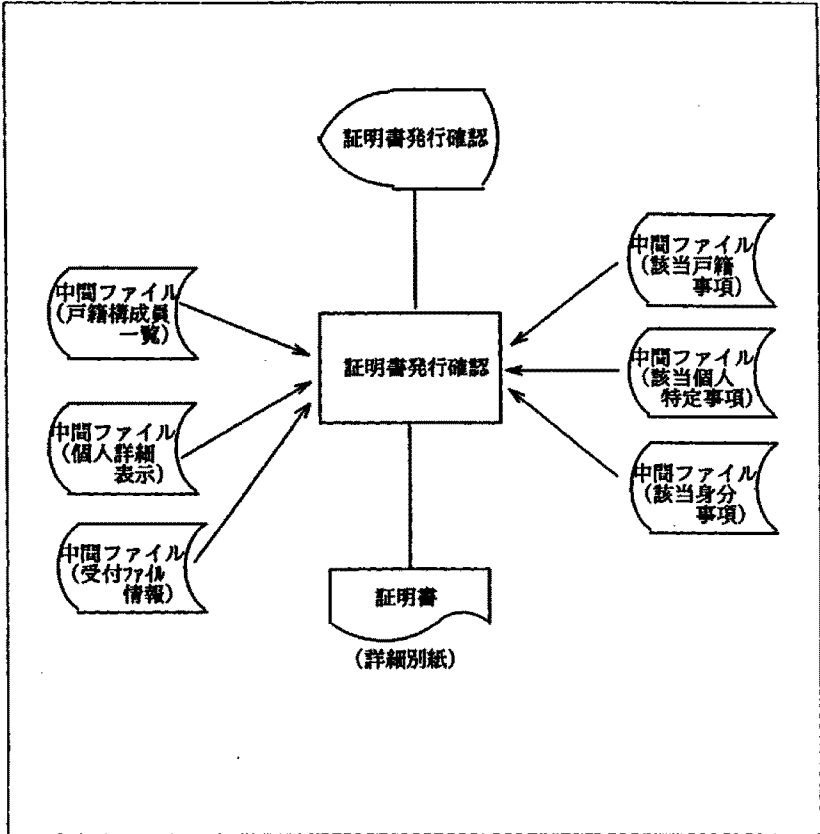 証明書発行確認
中間ファイル
(戸籍構成員
一覧)
中間ファイル
(個人詳細
表示)
中間ファイル
(受付ファイル
情報)
証明書発行確認
中間ファイル
(該当戸籍
事項)
中間ファイル
(該当個人
特定事項)
中間ファイル
(該当身分
事項)
証明書
(詳細別紙)